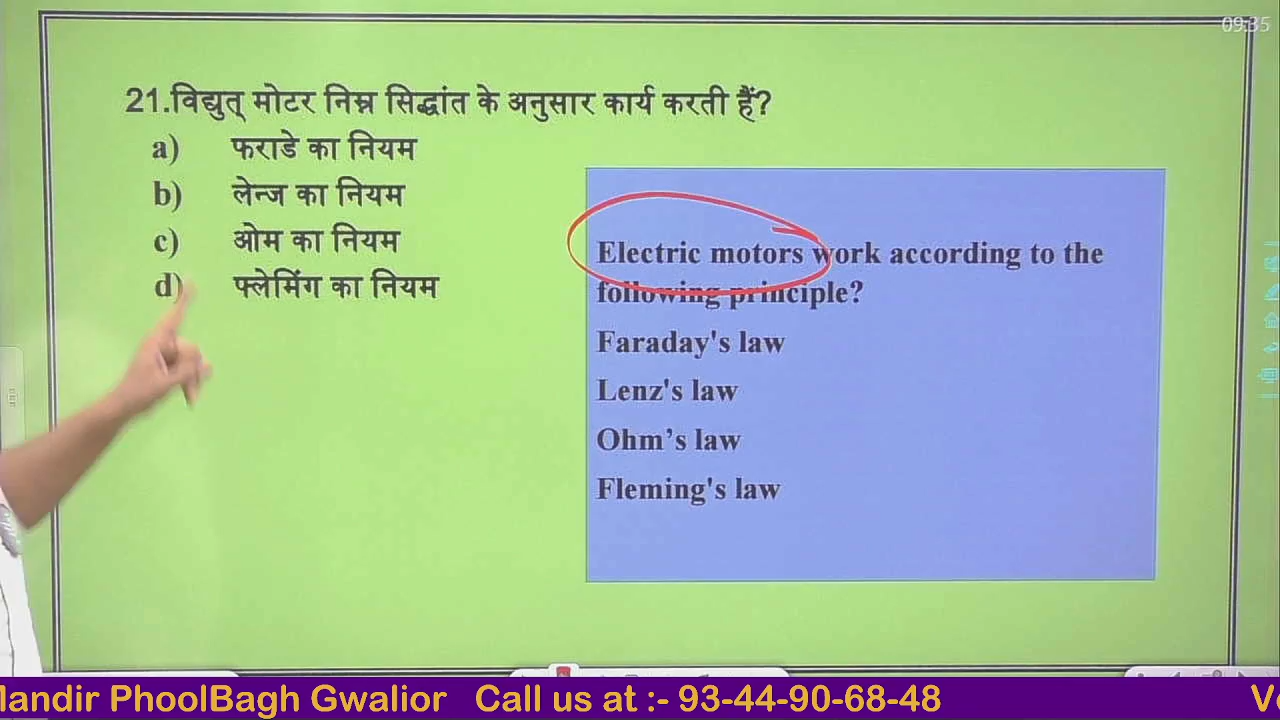 09:35
21.विद्युत् मोटर निम्न सिद्धांत के अनुसार कार्य करती हैं?
a) फराडे का नियम
b) लेन्ज का नियम
c) ओम का नियम
d) फ्लेमिंग का नियम
Electric motors work according to the
following principle?
Faraday's law
Lenz's law
Ohm’s law
Fleming's law
Mandir PhoolBagh Gwalior Call us at :- 93-44-90-68-48